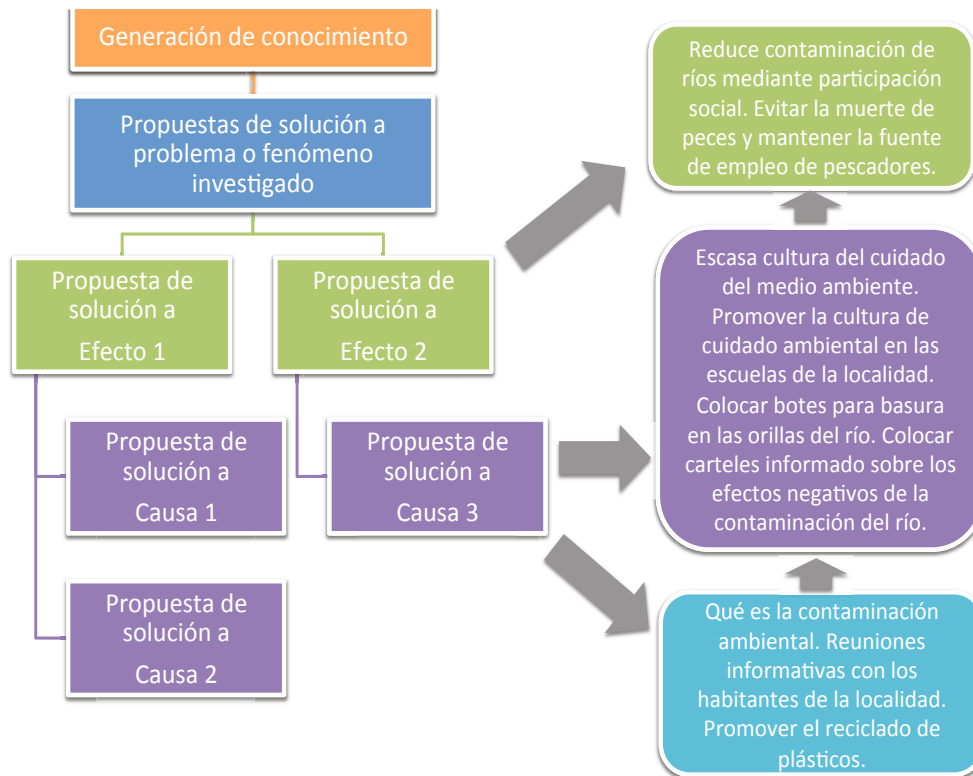 Generación de conocimiento
Propuestas de solución a
problema o fenómeno
investigado
Propuesta de
solución a
Efecto 1
Propuesta de
solución a
Efecto 2
Propuesta de
solución a
Causa 1
Propuesta de
solución a
Causa 3
Propuesta de
solución a
Causa 2
Reduce contaminación de
ríos mediante participación
social. Evitar la muerte de
peces y mantener la fuente
de empleo de pescadores.
Escasa cultura del cuidado
del medio ambiente.
Promover la cultura de
cuidado ambiental en las
escuelas de la localidad.
Colocar botes para basura
en las orillas del río. Colocar
carteles informado sobre los
efectos negativos de la
contaminación del río.
Qué es la contaminación
ambiental. Reuniones
informativas con los
habitantes de la localidad.
Promover el reciclado de
plásticos.